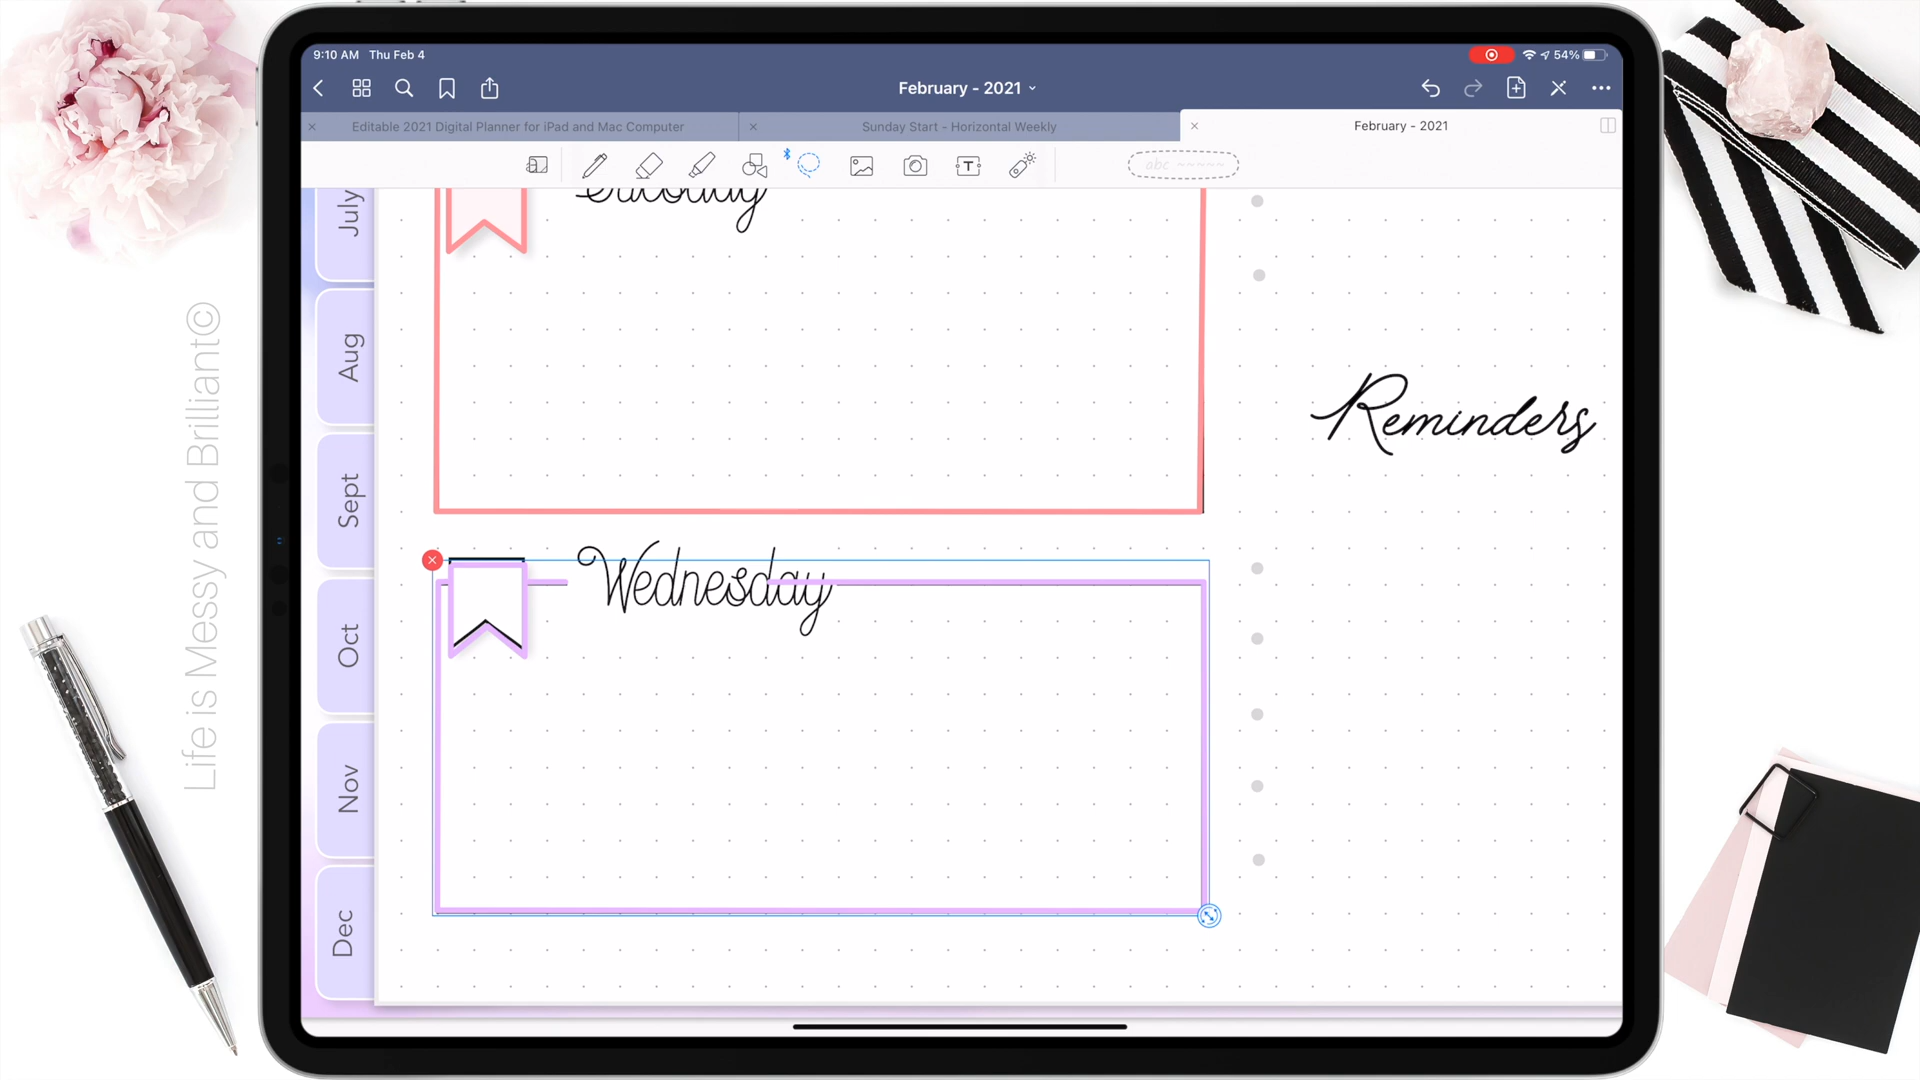 9:10 AM Thu Feb 4
54%
February - 2021
Editable 2021 Digital Planner for iPad and Mac Computer
Sunday Start - Horizontal Weekly
February - 2021
abc
July
Aug
Sept
Oct
Nov
Dec
Reminders
Wednesday
Life is Messy and Brilliant©